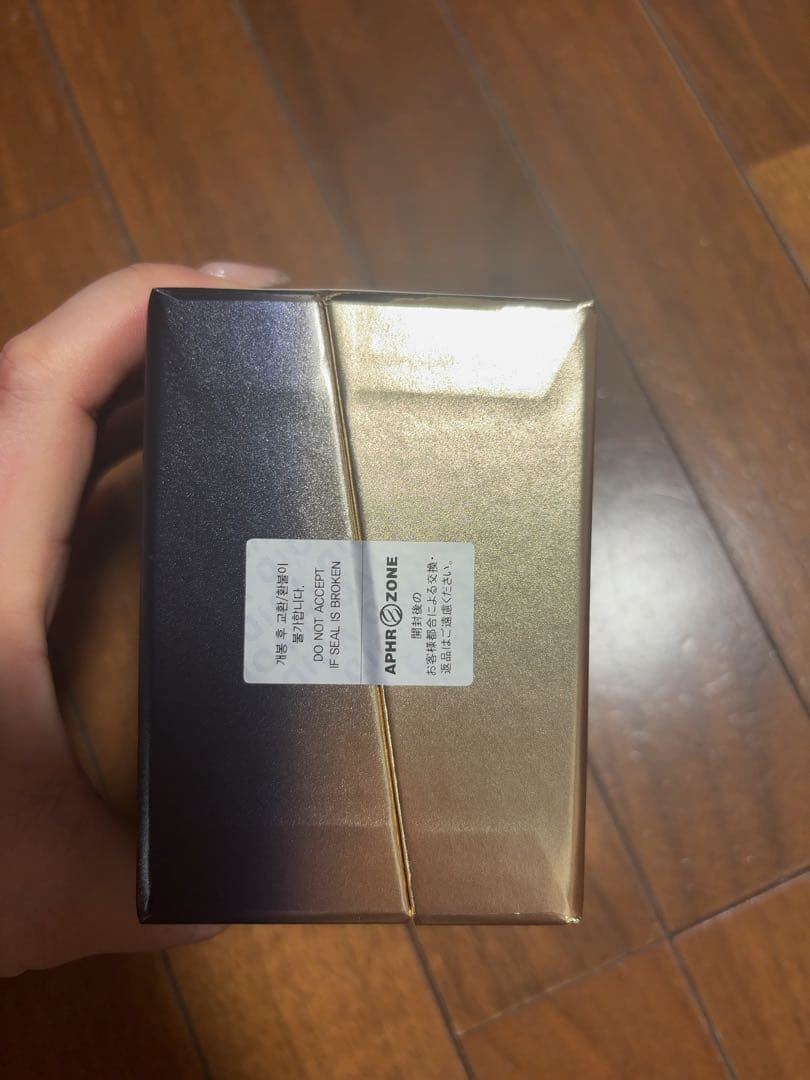 개봉 후 교환/환불이
불가합니다.
DO NOT ACCEPT
IF SEAL IS BROKEN
APHROZONE
開封後の
お客様都合による交換・
返品はご遠慮ください。